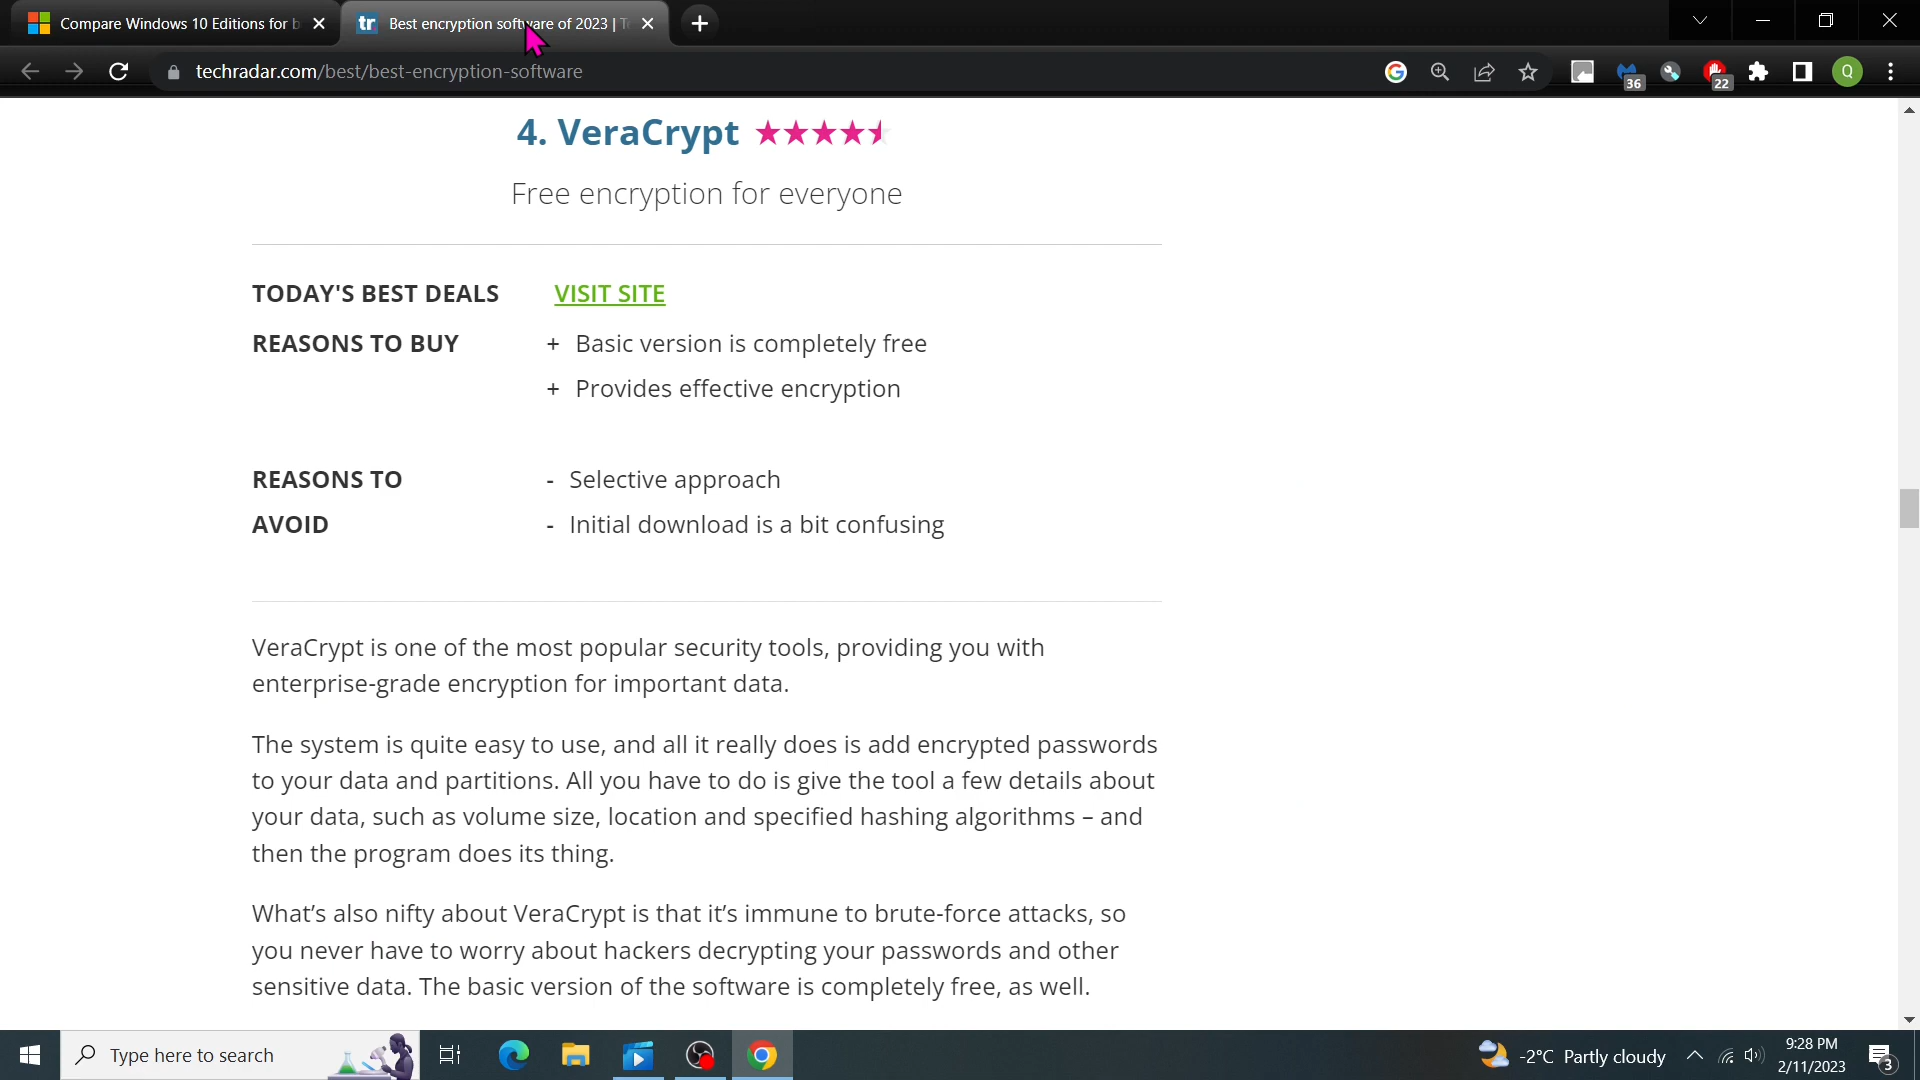 Compare Windows 10 Editions for b
Best encryption software of 2023 | Te
techradar.com/best/best-encryption-software
36
22
Q
4. VeraCrypt
Free encryption for everyone
TODAY'S BEST DEALS VISIT SITE
REASONS TO BUY + Basic version is completely free
+ Provides effective encryption
REASONS TO - Selective approach
AVOID - Initial download is a bit confusing
VeraCrypt is one of the most popular security tools, providing you with
enterprise-grade encryption for important data.
The system is quite easy to use, and all it really does is add encrypted passwords
to your data and partitions. All you have to do is give the tool a few details about
your data, such as volume size, location and specified hashing algorithms – and
then the program does its thing.
What's also nifty about VeraCrypt is that it's immune to brute-force attacks, so
you never have to worry about hackers decrypting your passwords and other
sensitive data. The basic version of the software is completely free, as well.
Type here to search
-2°C Partly cloudy
9:28 PM
2/11/2023
3